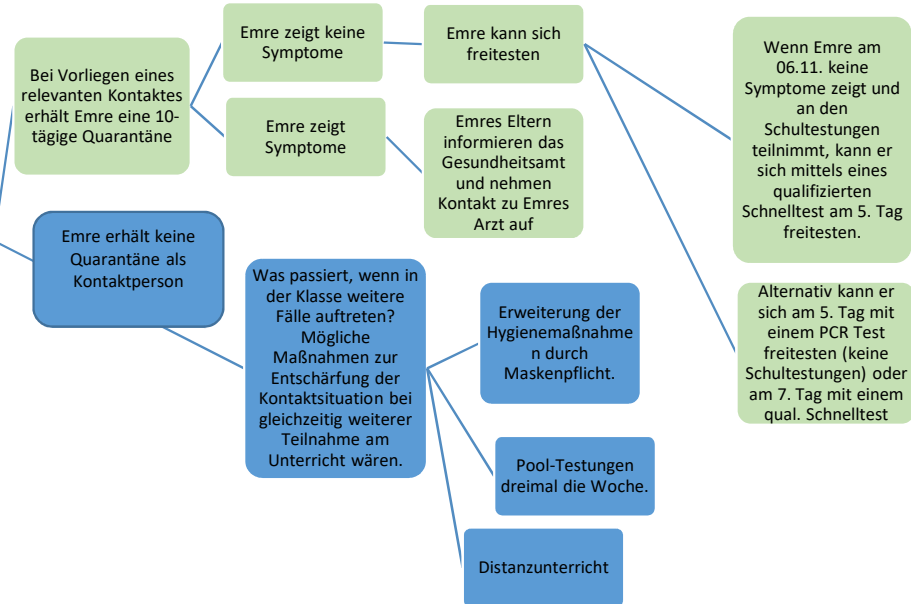 Bei Vorliegen eines
relevanten Kontaktes
erhält Emre eine 10-
tägige Quarantäne
Emre zeigt keine
Symptome
Emre kann sich
freitesten
Wenn Emre am
06.11. keine
Symptome zeigt und
an den
Schultestungen
teilnimmt, kann er
sich mittels eines
qualifizierten
Schnelltest am 5. Tag
freitesten.
Emre zeigt
Symptome
Emres Eltern
informieren das
Gesundheitsamt
und nehmen
Kontakt zu Emres
Arzt auf
Alternativ kann er
sich am 5. Tag mit
einem PCR Test
freitesten (keine
Schultestungen) oder
am 7. Tag mit einem
qual. Schnelltest
Emre erhält keine
Quarantäne als
Kontaktperson
Was passiert, wenn in
der Klasse weitere
Fälle auftreten?
Mögliche
Maßnahmen zur
Entschärfung der
Kontaktsituation bei
gleichzeitig weiterer
Teilnahme am
Unterricht wären.
Erweiterung der
Hygienemaßnahme
n durch
Maskenpflicht.
Pool-Testungen
dreimal die Woche.
Distanzunterricht